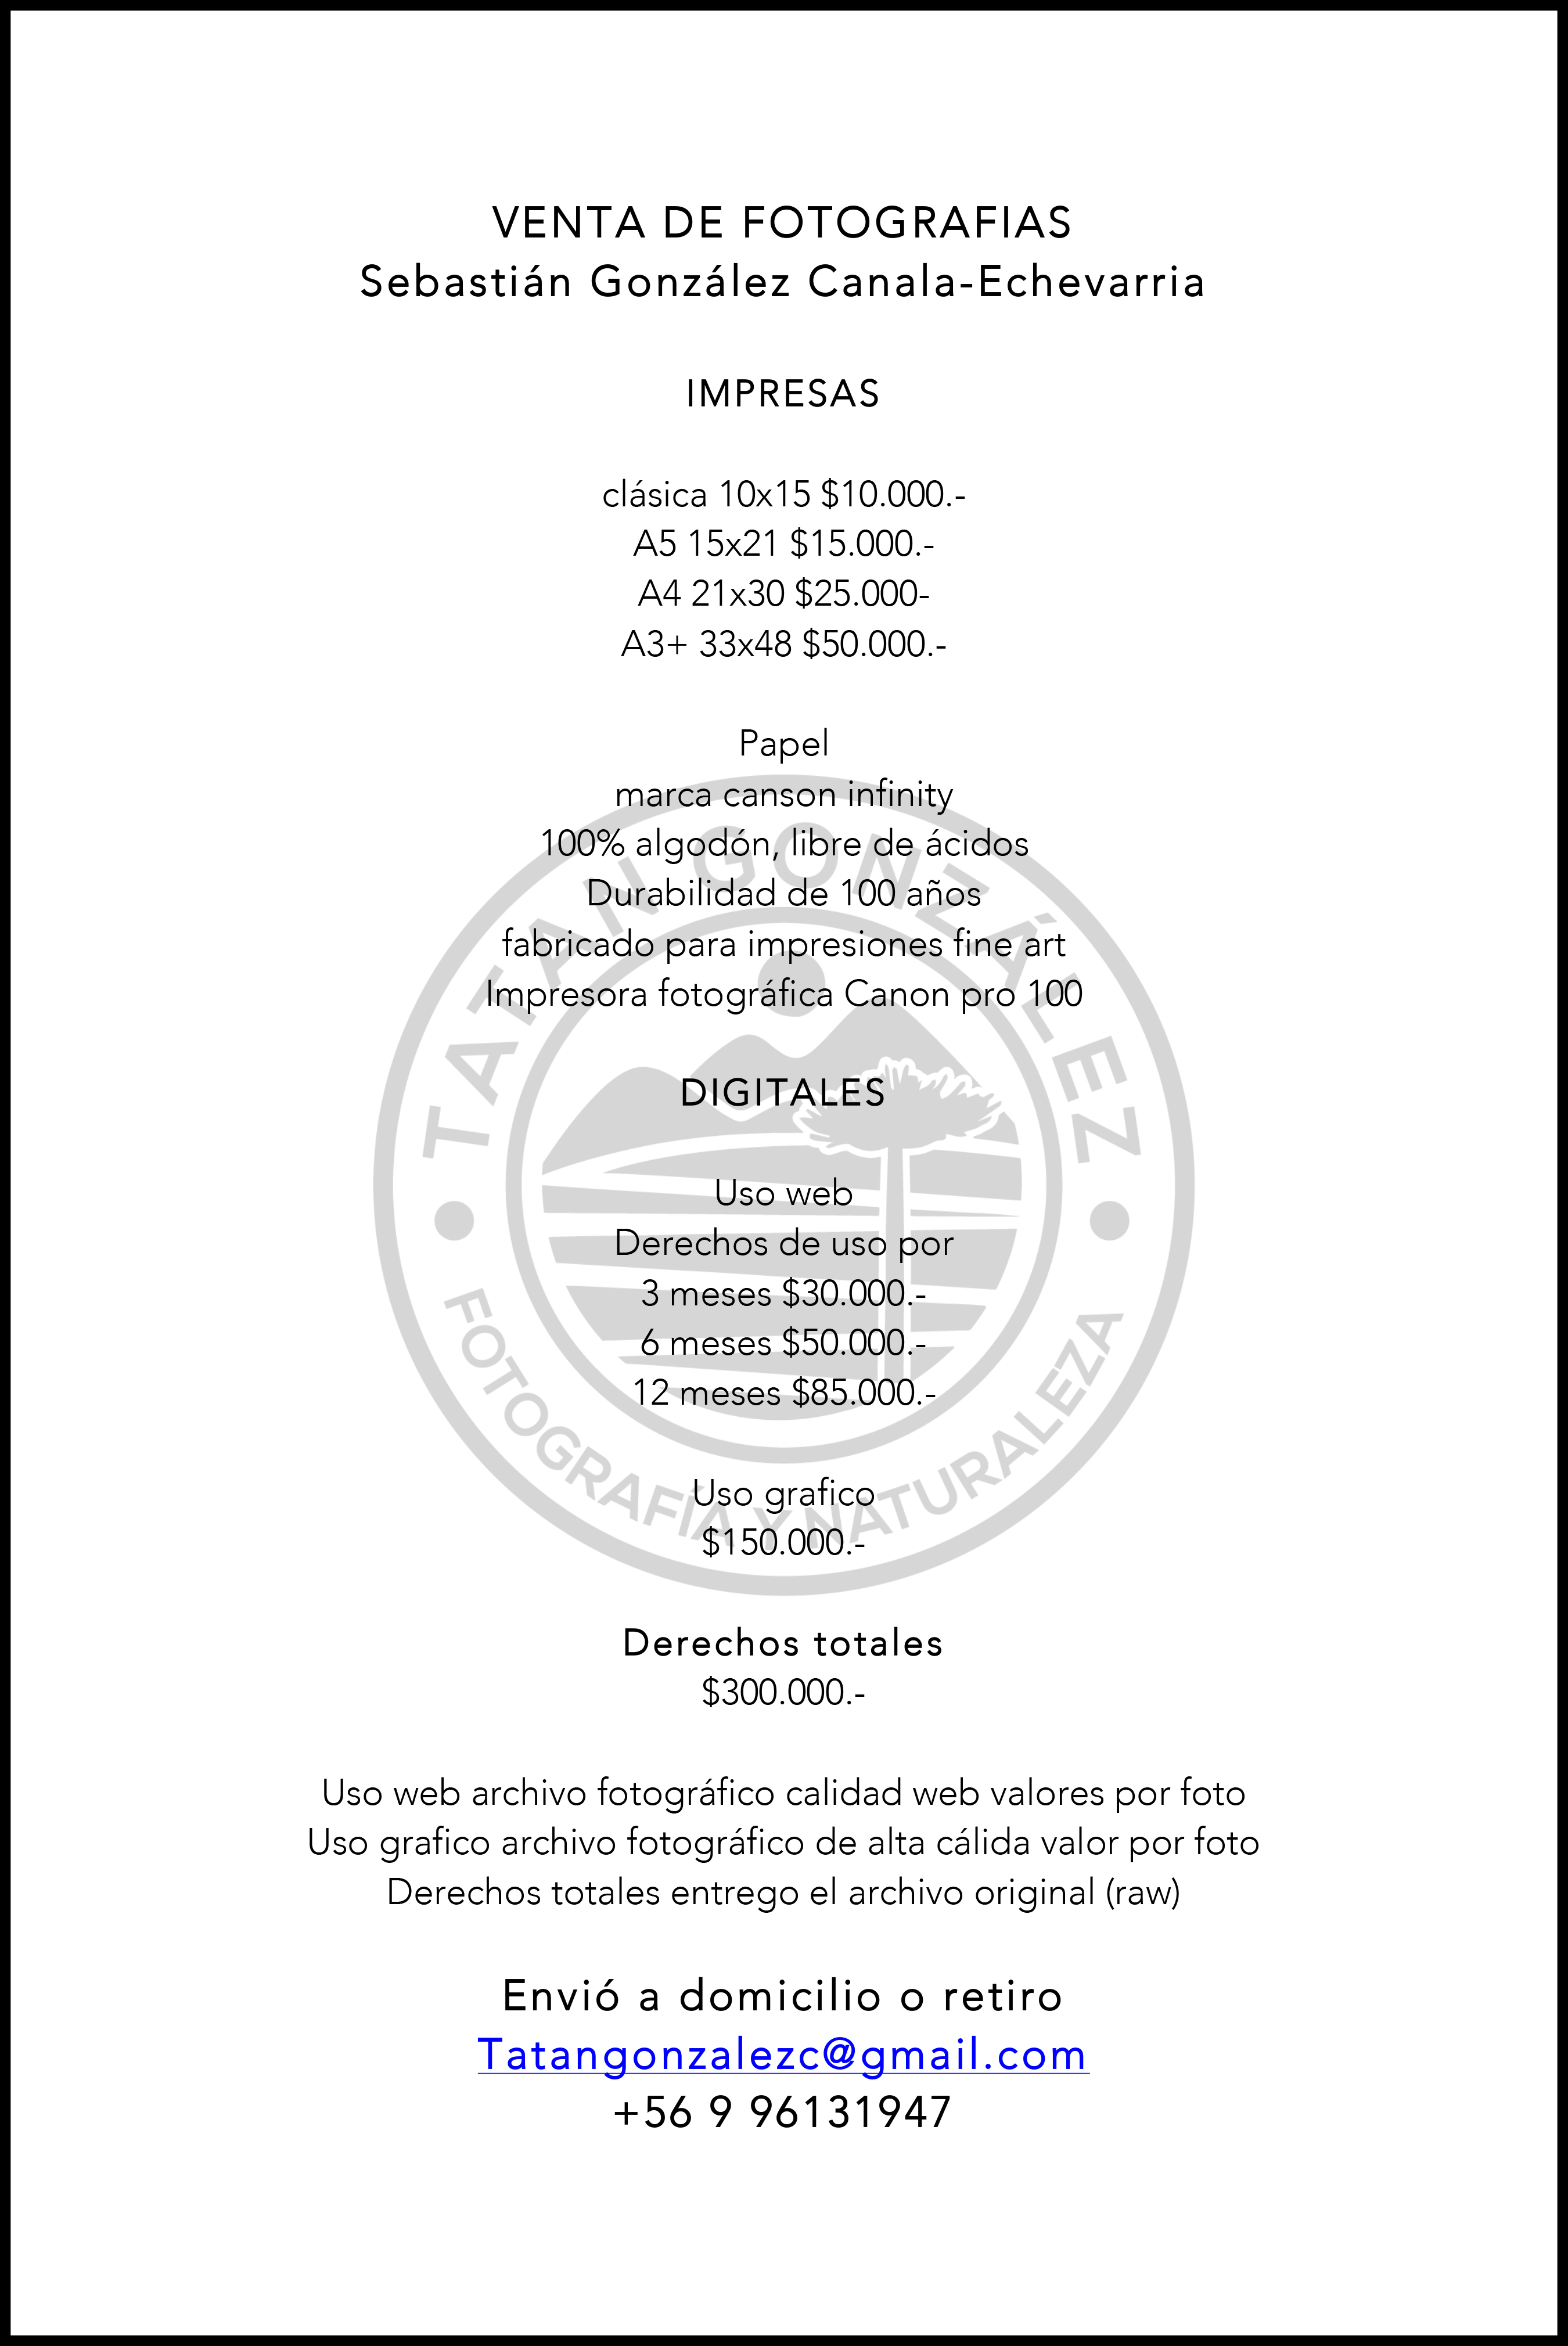 VENTA DE FOTOGRAFIAS
Sebastián González Canala-Echevarria
IMPRESAS
clásica 10x15 $10.000.-
A5 15x21 $15.000.-
A4 21x30 $25.000-
A3+ 33x48 $50.000.-
Papel
marca canson infinity
100% algodón, libre de ácidos
Durabilidad de 100 años
fabricado para impresiones fine art
Impresora fotográfica Canon pro 100
TATAN GONZÁLEZ
DIGITALES
Uso web
Derechos de uso por
3 meses $30.000.-
6 meses $50.000.-
12 meses $85.000.-
FOTOGRAFÍA Y NATURALEZA
Uso grafico
$150.000.-
Derechos totales
$300.000.-
Uso web archivo fotográfico calidad web valores por foto
Uso grafico archivo fotográfico de alta cálida valor por foto
Derechos totales entrego el archivo original (raw)
Envió a domicilio o retiro
Tatangonzalezc@gmail.com
+56 9 96131947